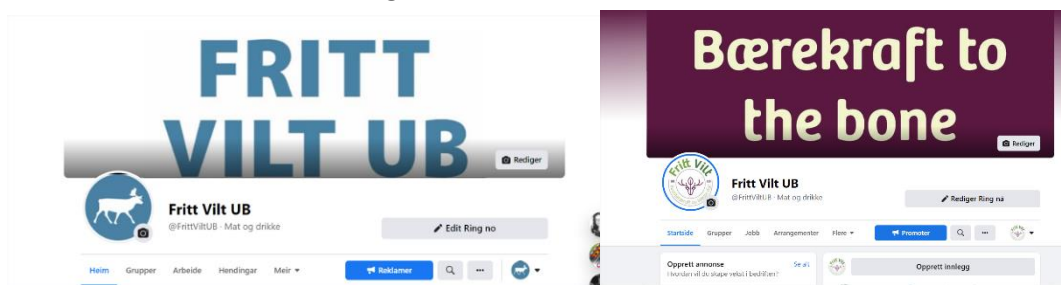 FRITT
VILT UB
Rediger
Fritt Vilt UB
@FrittViltUB · Mat og drikke
Edit Ring no
Heim Grupper Arbeide Hendingar Meir
Reklamer
Bærekraft to
the bone
Rediger
Fritt Vilt
Fritt Vilt UB
@FrittViltUB · Mat og drikke
Rediger Ring nå
Startside Grupper Jobb Arrangementer Flere
Promoter
Opprett annonse Se alt
Hvordan vil du skape vekst i bedriften?
Opprett innlegg